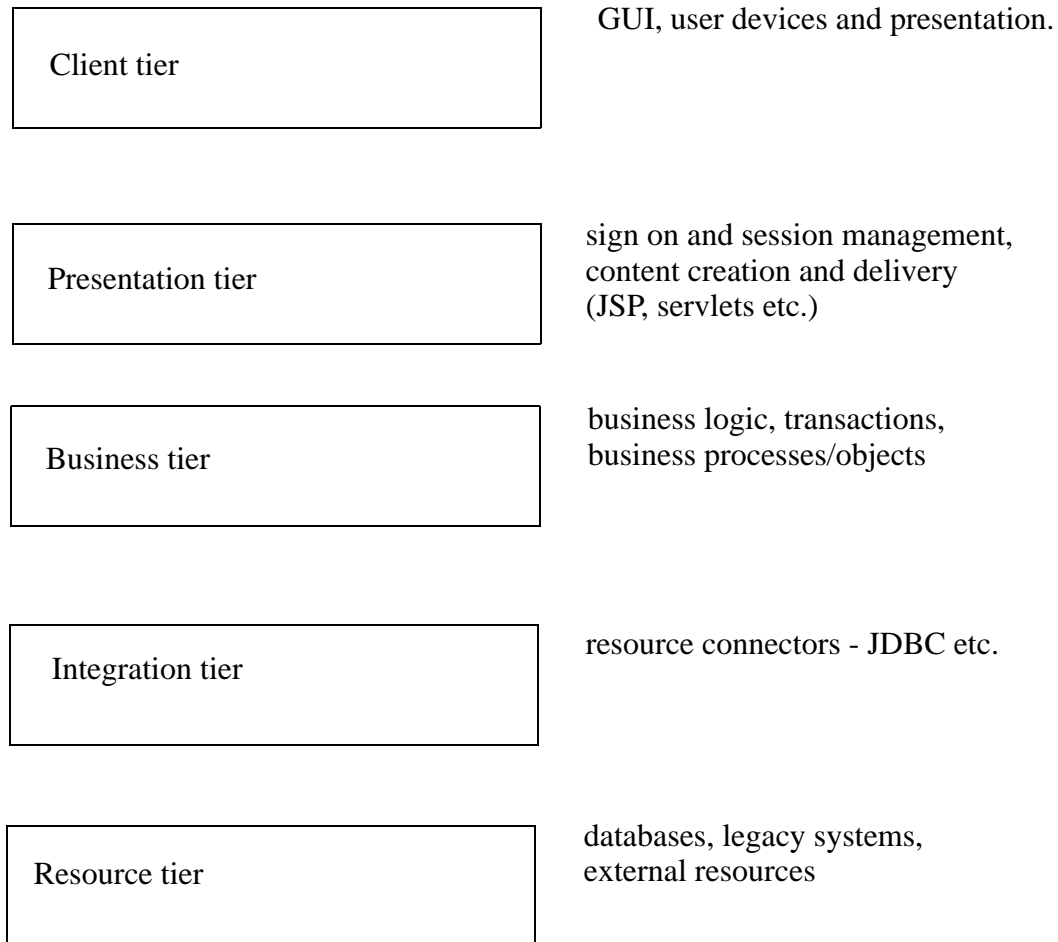 Client tier
GUI, user devices and presentation.
Presentation tier
sign on and session management,
content creation and delivery
(JSP, servlets etc.)
Business tier
business logic, transactions,
business processes/objects
Integration tier
resource connectors - JDBC etc.
Resource tier
databases, legacy systems,
external resources